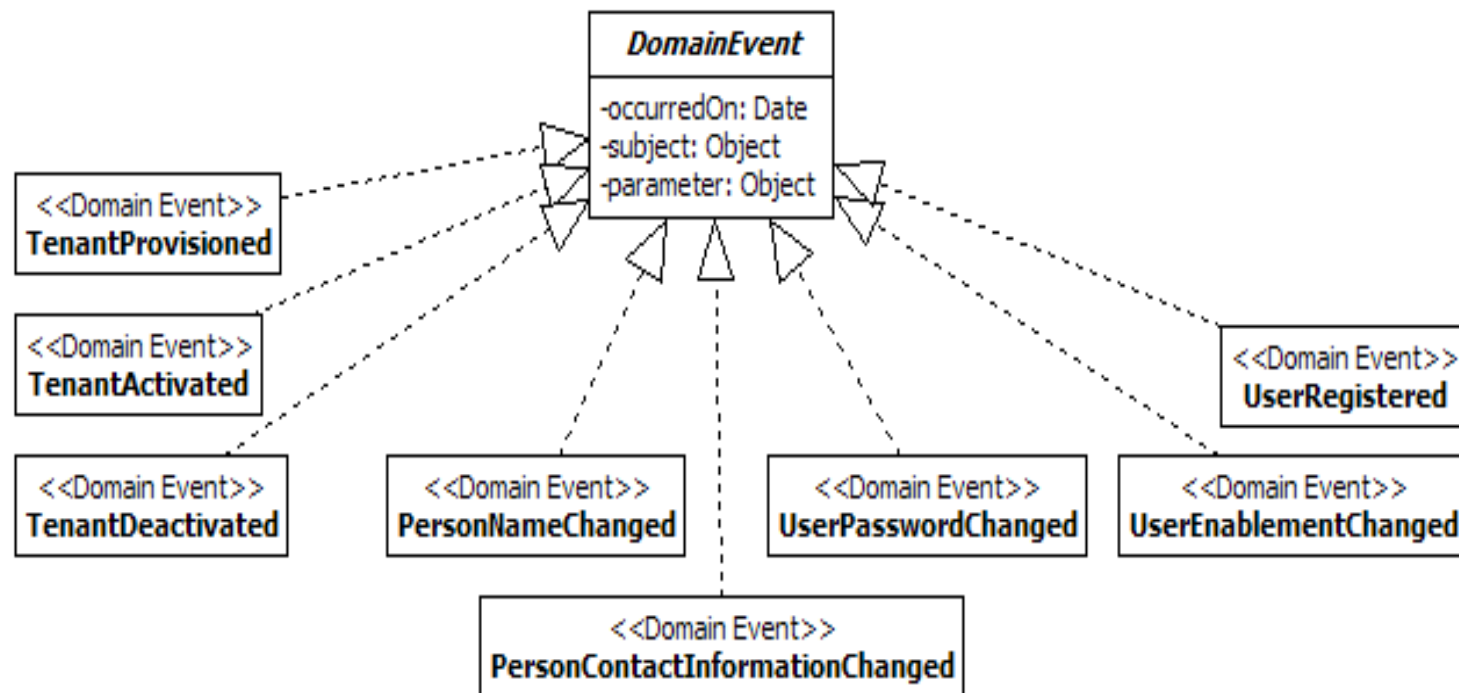 DomainEvent
-occurredOn: Date
-subject: Object
-parameter: Object
<<Domain Event>>
TenantProvisioned
<<Domain Event>>
TenantActivated
<<Domain Event>>
UserRegistered
<<Domain Event>>
TenantDeactivated
<<Domain Event>>
PersonNameChanged
<<Domain Event>>
UserPasswordChanged
<<Domain Event>>
UserEnablementChanged
<<Domain Event>>
PersonContactInformationChanged